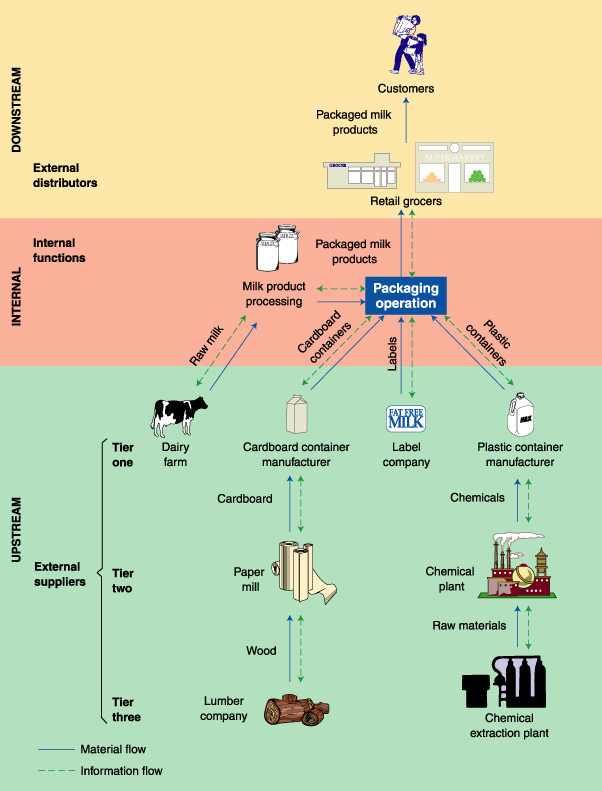 DOWNSTREAM
Customers
Packaged milk
products
External
distributors
GROCER
SUPERMARKET
Retail grocers
INTERNAL
Internal
functions
MILK
Packaged milk
products
Milk product
processing
Packaging
operation
Raw milk
Cardboard
containers
Labels
Plastic
containers
UPSTREAM
External
suppliers
Tier
one
Dairy
farm
Cardboard container
manufacturer
FAT FREE
MILK
Label
company
MILK
Plastic container
manufacturer
Cardboard
Chemicals
Tier
two
Paper
mill
Chemical
plant
Wood
Raw materials
Tier
three
Lumber
company
Chemical
extraction plant
Material flow
Information flow